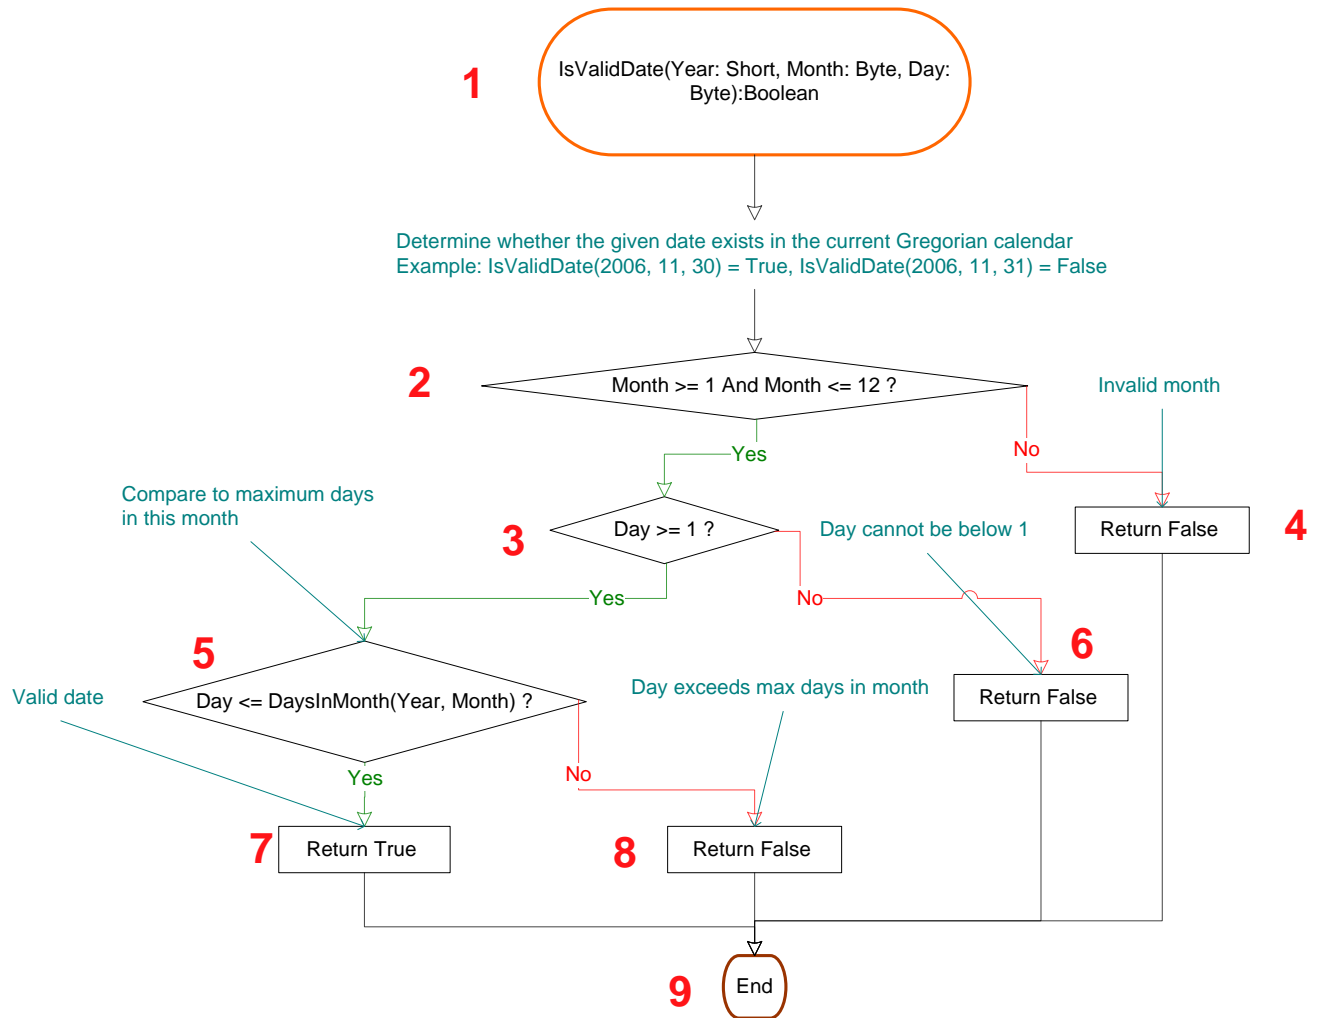 1
IsValidDate(Year: Short, Month: Byte, Day:
Byte):Boolean
Determine whether the given date exists in the current Gregorian calendar
Example: IsValidDate(2006, 11, 30) = True, IsValidDate(2006, 11, 31) = False
2
Month >= 1 And Month <= 12 ?
Invalid month
Yes
No
Compare to maximum days
in this month
3
Day >= 1 ?
Day cannot be below 1
Return False
4
Yes
No
5
6
Valid date
Day <= DaysInMonth(Year, Month) ?
Day exceeds max days in month
Return False
Yes
No
7
Return True
8
Return False
9
End